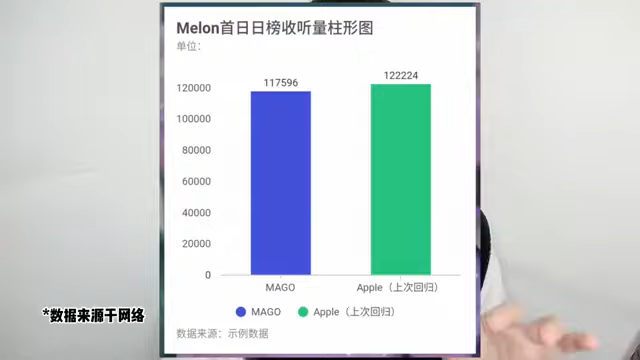 Melon首日日榜收听量柱形图
单位：
117596
122224
120000
100000
80000
60000
40000
20000
0
MAGO
Apple（上次回归）
MAGO
Apple（上次回归）
数据来源：示例数据
*数据来源于网络